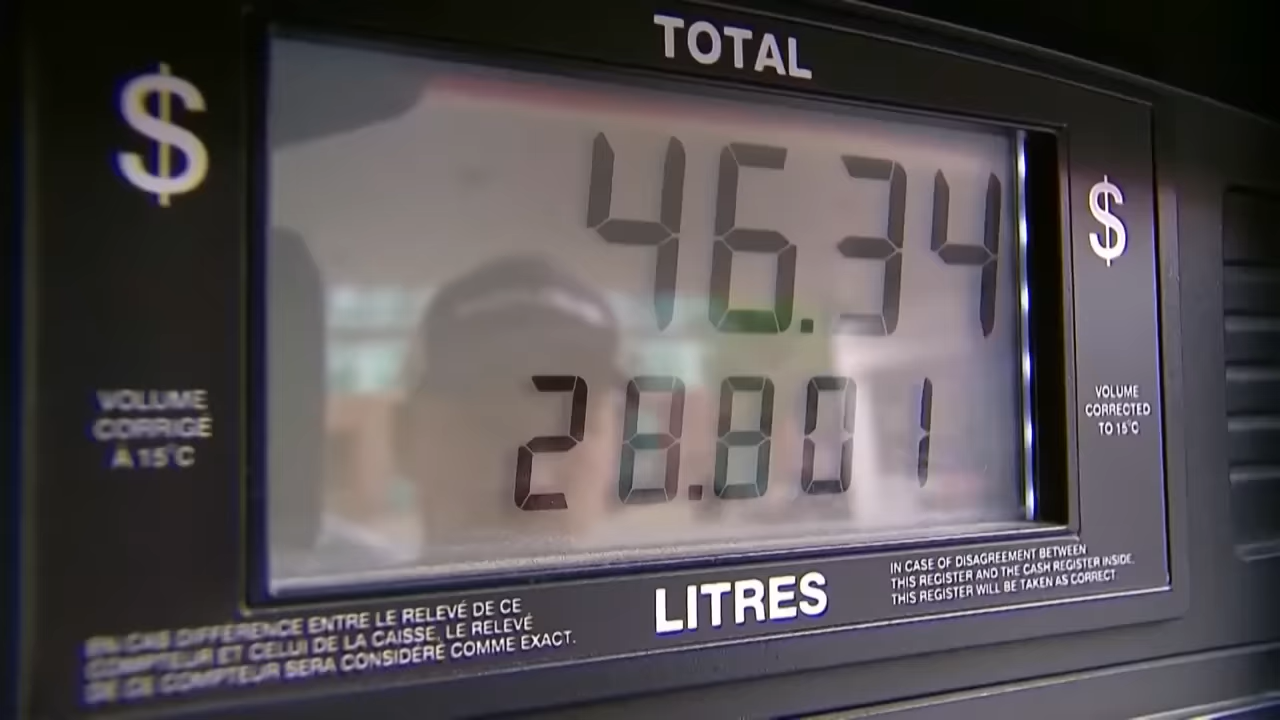 TOTAL
$
46.34
$
28.801
VOLUME
CORRIGÉ
À 15°C
VOLUME
CORRECTED
TO 15°C
LITRES
EN CAS DIFFÉRENCE ENTRE LE RELEVÉ DE CE
COMPTEUR ET CELUI DE LA CAISSE, LE RELEVÉ
DE CE COMPTEUR SERA CONSIDÉRÉ COMME EXACT.
IN CASE OF DISAGREEMENT BETWEEN
THIS REGISTER AND THE CASH REGISTER INSIDE,
THIS REGISTER WILL BE TAKEN AS CORRECT.